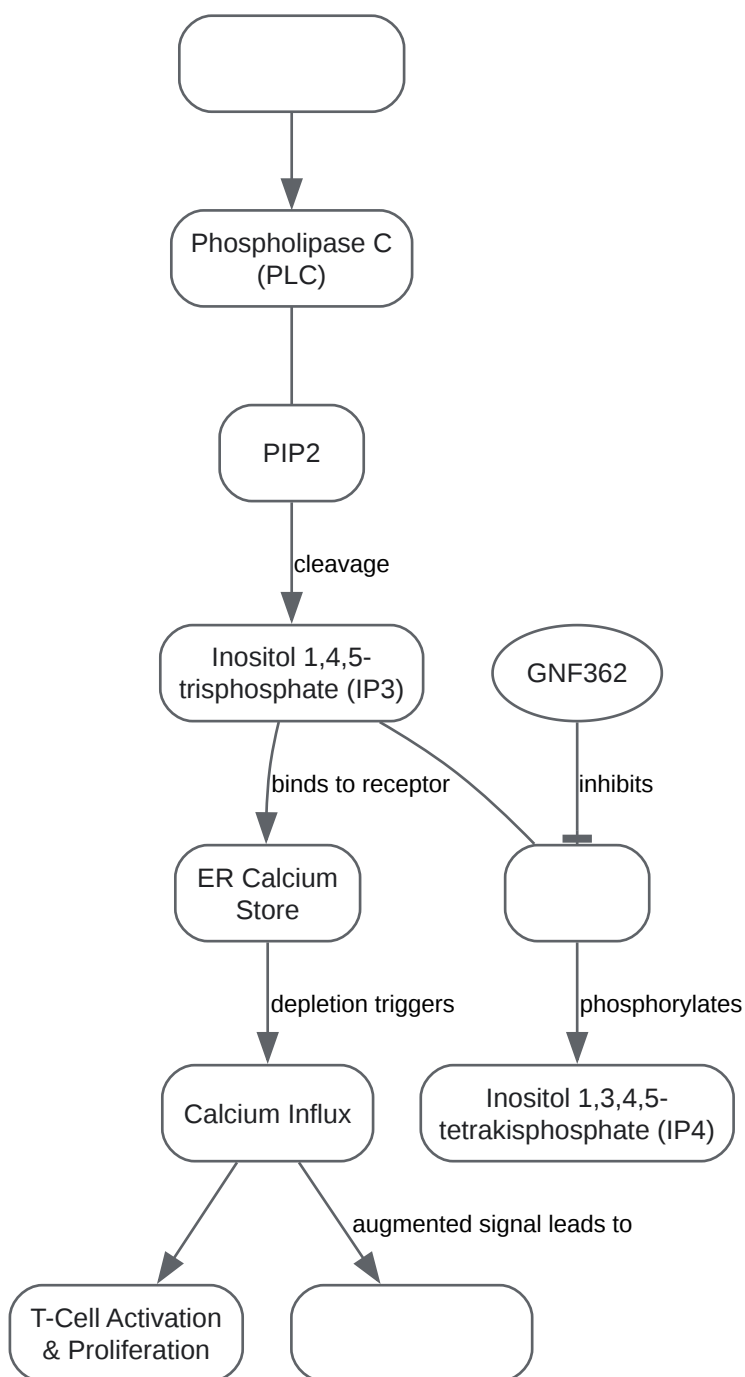 Phospholipase C
(PLC)
PIP2
cleavage
Inositol 1,4,5-
trisphosphate (IP3)
GNF362
binds to receptor
inhibits
ER Calcium
Store
depletion triggers
phosphorylates
Calcium Influx
Inositol 1,3,4,5-
tetrakisphosphate (IP4)
augmented signal leads to
T-Cell Activation
& Proliferation